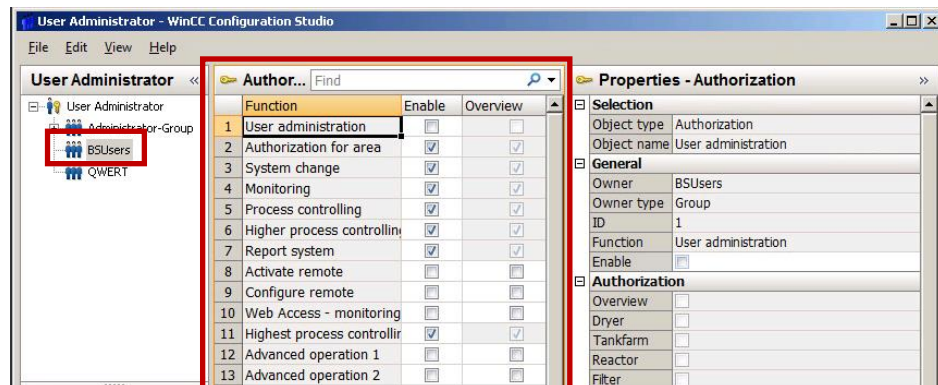 User Administrator - WinCC Configuration Studio
File Edit View Help
User Administrator «
User Administrator
Administrator-Group
BSUsers
QWERT
Author... Find
Function Enable Overview
1 User administration
2 Authorization for area
3 System change
4 Monitoring
5 Process controlling
6 Higher process controlling
7 Report system
8 Activate remote
9 Configure remote
10 Web Access - monitoring
11 Highest process controllir
12 Advanced operation 1
13 Advanced operation 2
Properties - Authorization »
Selection
Object type Authorization
Object name User administration
General
Owner BSUsers
Owner type Group
ID 1
Function User administration
Enable
Authorization
Overview
Dryer
Tankfarm
Reactor
Filter